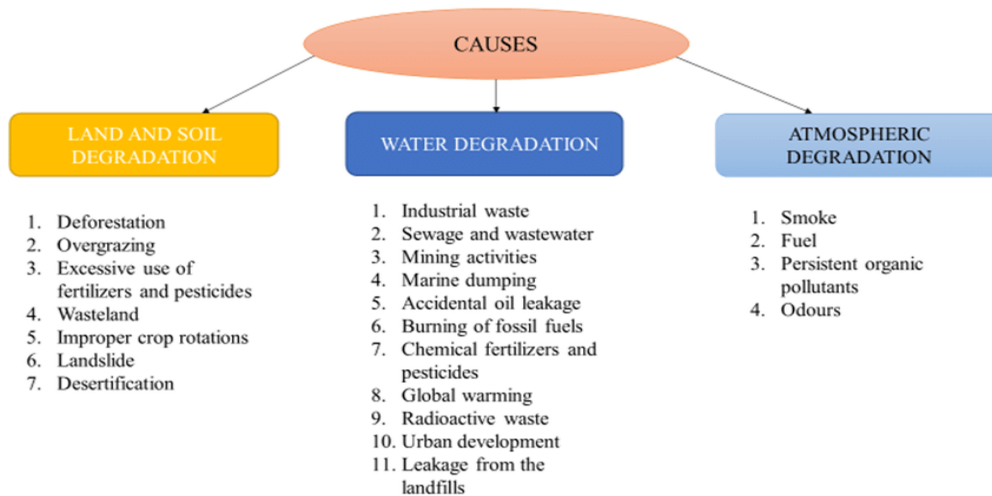 CAUSES
LAND AND SOIL
DEGRADATION
1. Deforestation
2. Overgrazing
3. Excessive use of
fertilizers and pesticides
4. Wasteland
5. Improper crop rotations
6. Landslide
7. Desertification
WATER DEGRADATION
1. Industrial waste
2. Sewage and wastewater
3. Mining activities
4. Marine dumping
5. Accidental oil leakage
6. Burning of fossil fuels
7. Chemical fertilizers and
pesticides
8. Global warming
9. Radioactive waste
10. Urban development
11. Leakage from the
landfills
ATMOSPHERIC
DEGRADATION
1. Smoke
2. Fuel
3. Persistent organic
pollutants
4. Odours